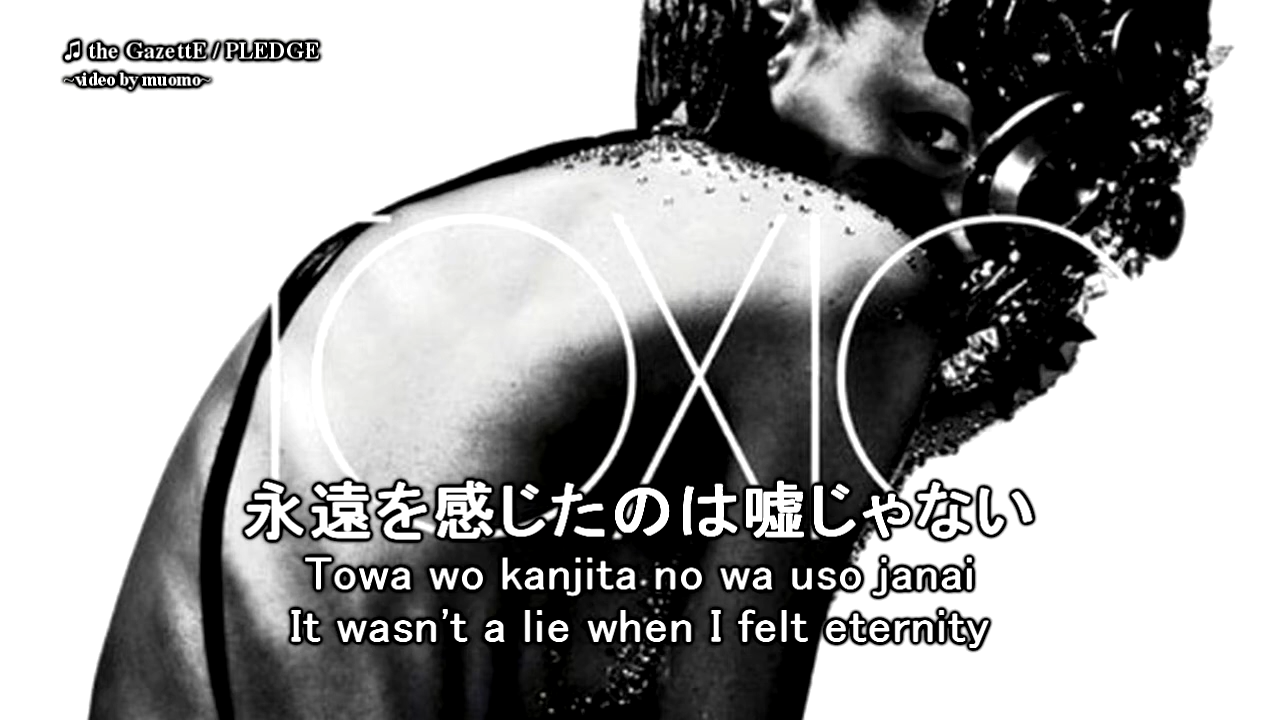 ♫ the GazettE / PLEDGE
~video by muomo~
TOXIC
永遠を感じたのは嘘じゃない
Towa wo kanjita no wa uso janai
It wasn't a lie when I felt eternity